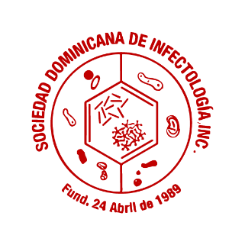 SOCIEDAD DOMINICANA DE INFECTOLOGÍA, INC.
Fund. 24 Abril de 1989